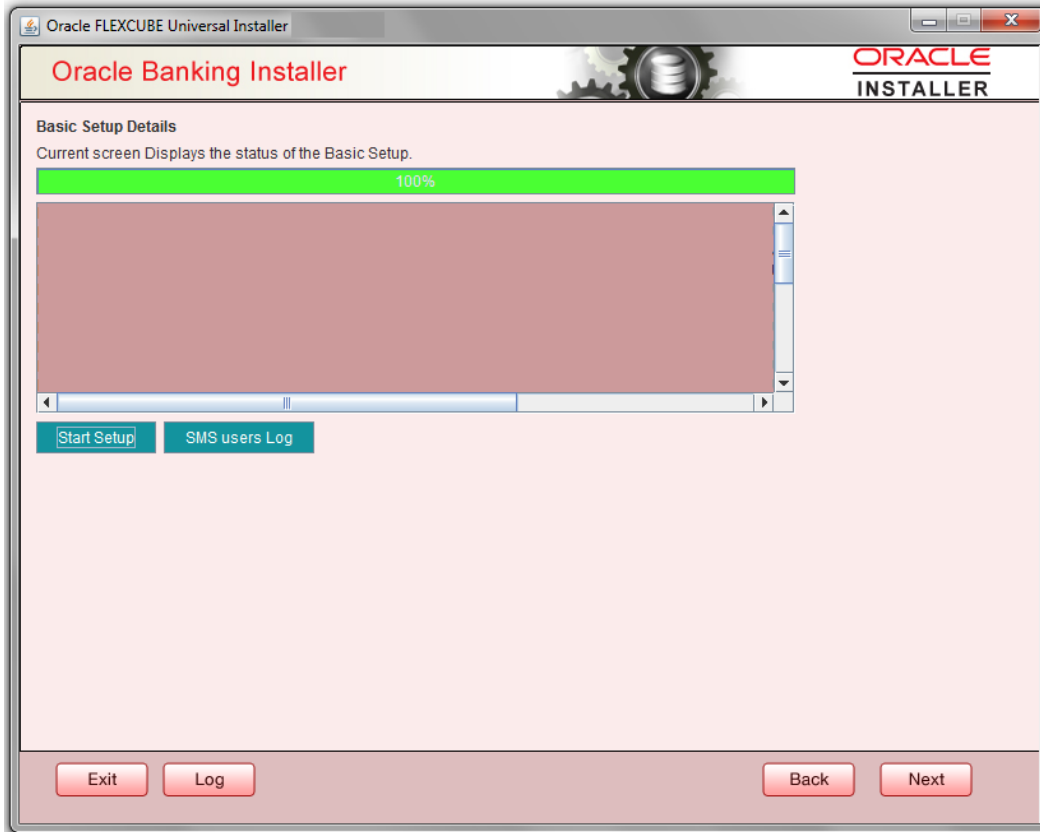 Oracle FLEXCUBE Universal Installer
Oracle Banking Installer
ORACLE
INSTALLER
Basic Setup Details
Current screen Displays the status of the Basic Setup.
100%
Start Setup SMS users Log
Exit Log Back Next